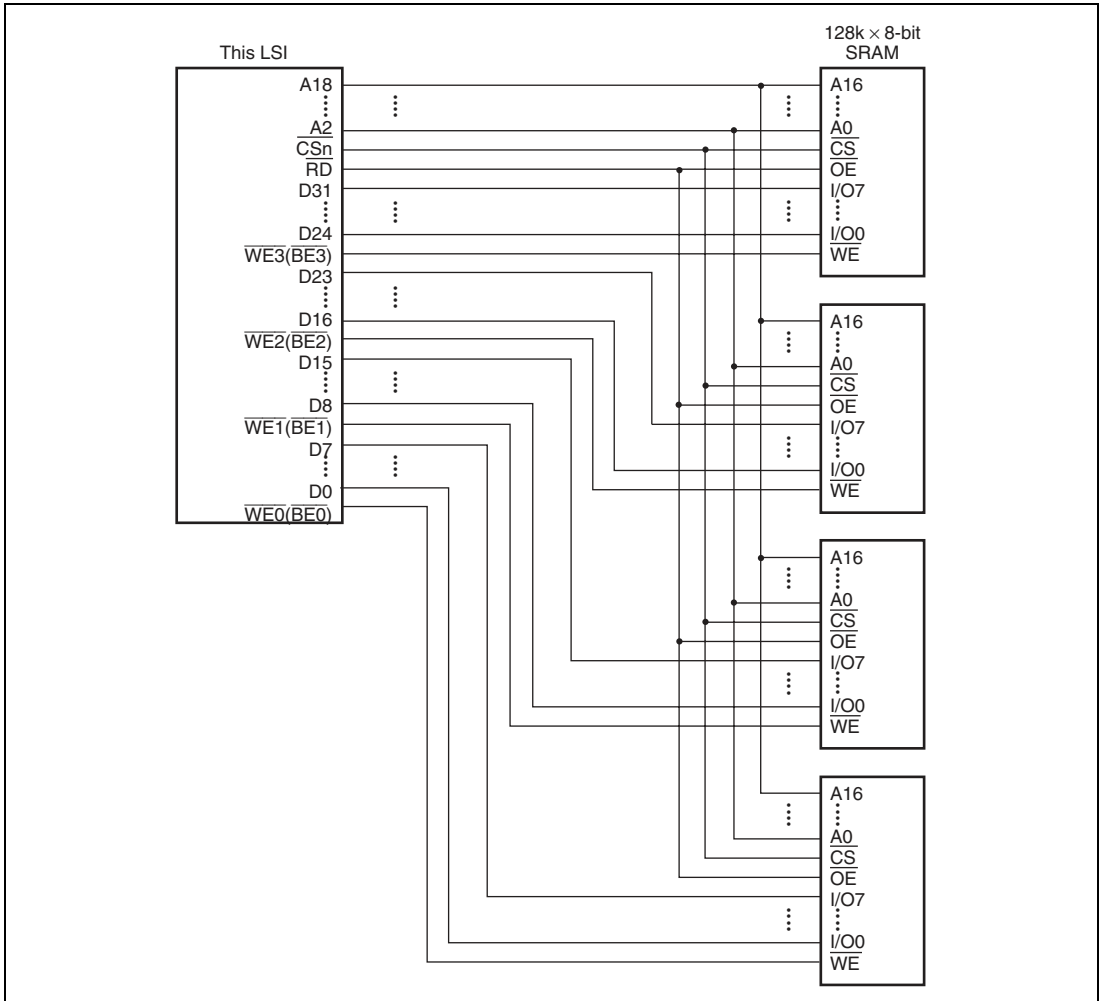 128k × 8-bit
SRAM
This LSI
A18
A2
CSn
RD
D31
D24
WE3(BE3)
D23
D16
WE2(BE2)
D15
D8
WE1(BE1)
D7
D0
WE0(BE0)
A16
A0
CS
OE
I/O7
I/O0
WE
A16
A0
CS
OE
I/O7
I/O0
WE
A16
A0
CS
OE
I/O7
I/O0
WE
A16
A0
CS
OE
I/O7
I/O0
WE